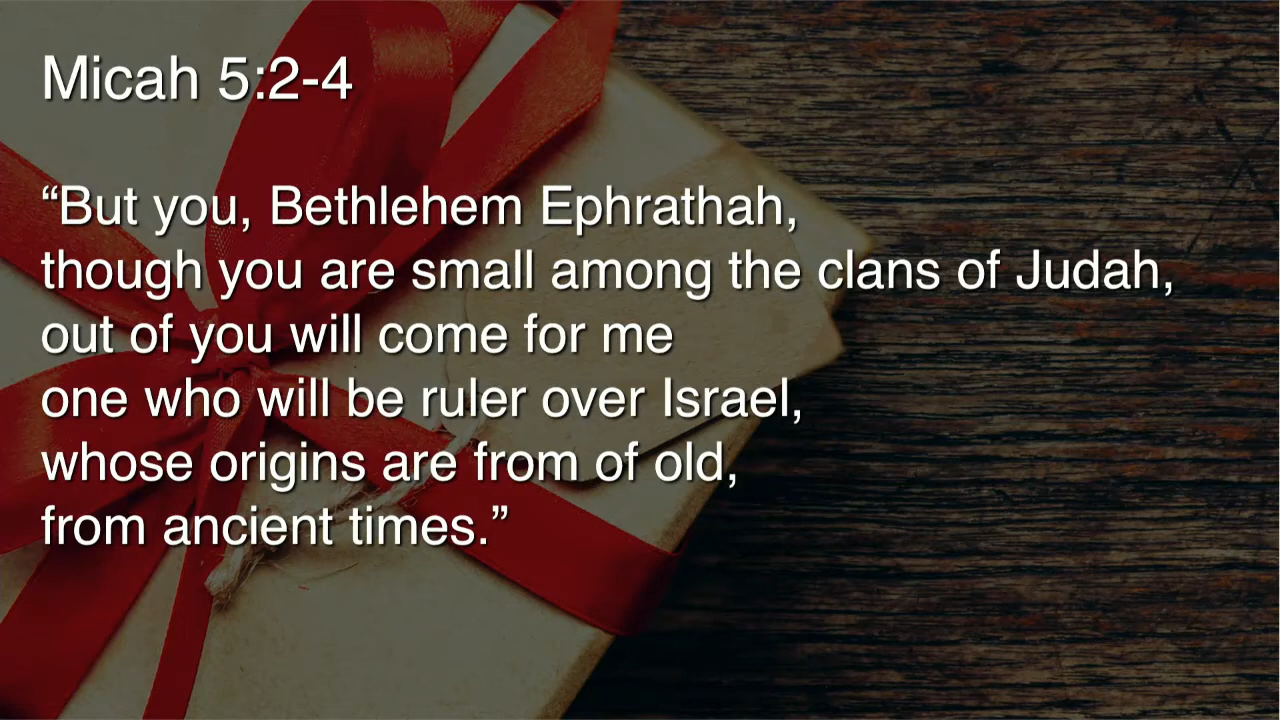 Micah 5:2-4
“But you, Bethlehem Ephrathah,
though you are small among the clans of Judah,
out of you will come for me
one who will be ruler over Israel,
whose origins are from of old,
from ancient times.”